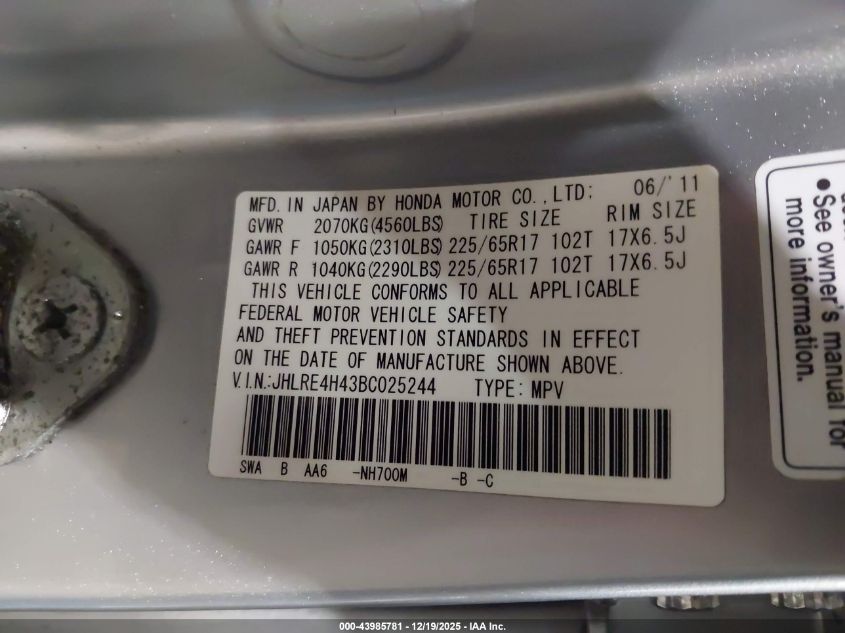 MFD. IN JAPAN BY HONDA MOTOR CO.,LTD: 06/'11
GVWR 2070KG(4560LBS) TIRE SIZE RIM SIZE
GAWR F 1050KG(2310LBS) 225/65R17 102T 17X6.5J
GAWR R 1040KG(2290LBS) 225/65R17 102T 17X6.5J
THIS VEHICLE CONFORMS TO ALL APPLICABLE
FEDERAL MOTOR VEHICLE SAFETY
AND THEFT PREVENTION STANDARDS IN EFFECT
ON THE DATE OF MANUFACTURE SHOWN ABOVE.
V.I.N.:JHLRE4H43BC025244 TYPE: MPV
SWA B AA6 -NH700M -B -C
•See owner's manual for
more information.
000-43985781 - 12/19/2025 - IAA Inc.